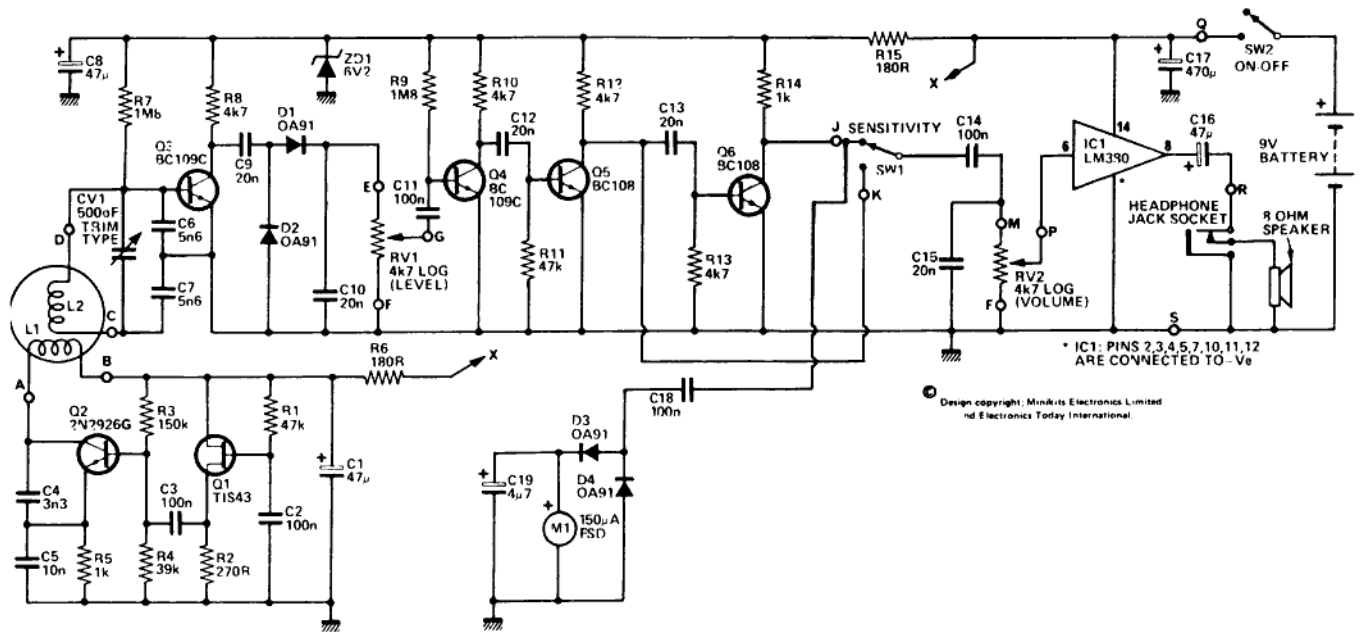 C8
47µ
R7
1M8
R8
4k7
ZD1
6V2
D1
OA91
R9
1M8
R10
4k7
C12
20n
R12
4k7
C13
20n
R14
1k
R15
180R
X
Q
C17
470µ
SW2
ON-OFF
Q3
BC109C
C9
20n
E
C11
100n
G
Q4
BC
109C
Q5
BC108
Q6
BC108
J
SENSITIVITY
SW1
K
C14
100n
6
14
IC1
LM380
*
8
C16
47µ
R
9V
BATTERY
CV1
TRIM
TYPE
D
C6
5n6
C7
5n6
D2
OA91
C10
20n
RV1
4k7 LOG
(LEVEL)
F
R11
47k
R13
4k7
C15
20n
M
P
RV2
4k7 LOG
(VOLUME)
F
HEADPHONE
JACK SOCKET
8 OHM
SPEAKER
L2
L1
C
B
A
R6
180R
X
S
* IC1: PINS 2,3,4,5,7,10,11,12
ARE CONNECTED TO -Ve
© Design copyright: Minikits Electronics Limited
nd Electronics Today International.
Q2
2N2926G
R3
150k
R1
47k
C1
47µ
Q1
TIS43
C4
3n3
C3
100n
C2
100n
C5
10n
R5
1k
R4
39k
R2
270R
C18
100n
D3
OA91
D4
OA91
C19
4µ7
M1
150µA
FSD